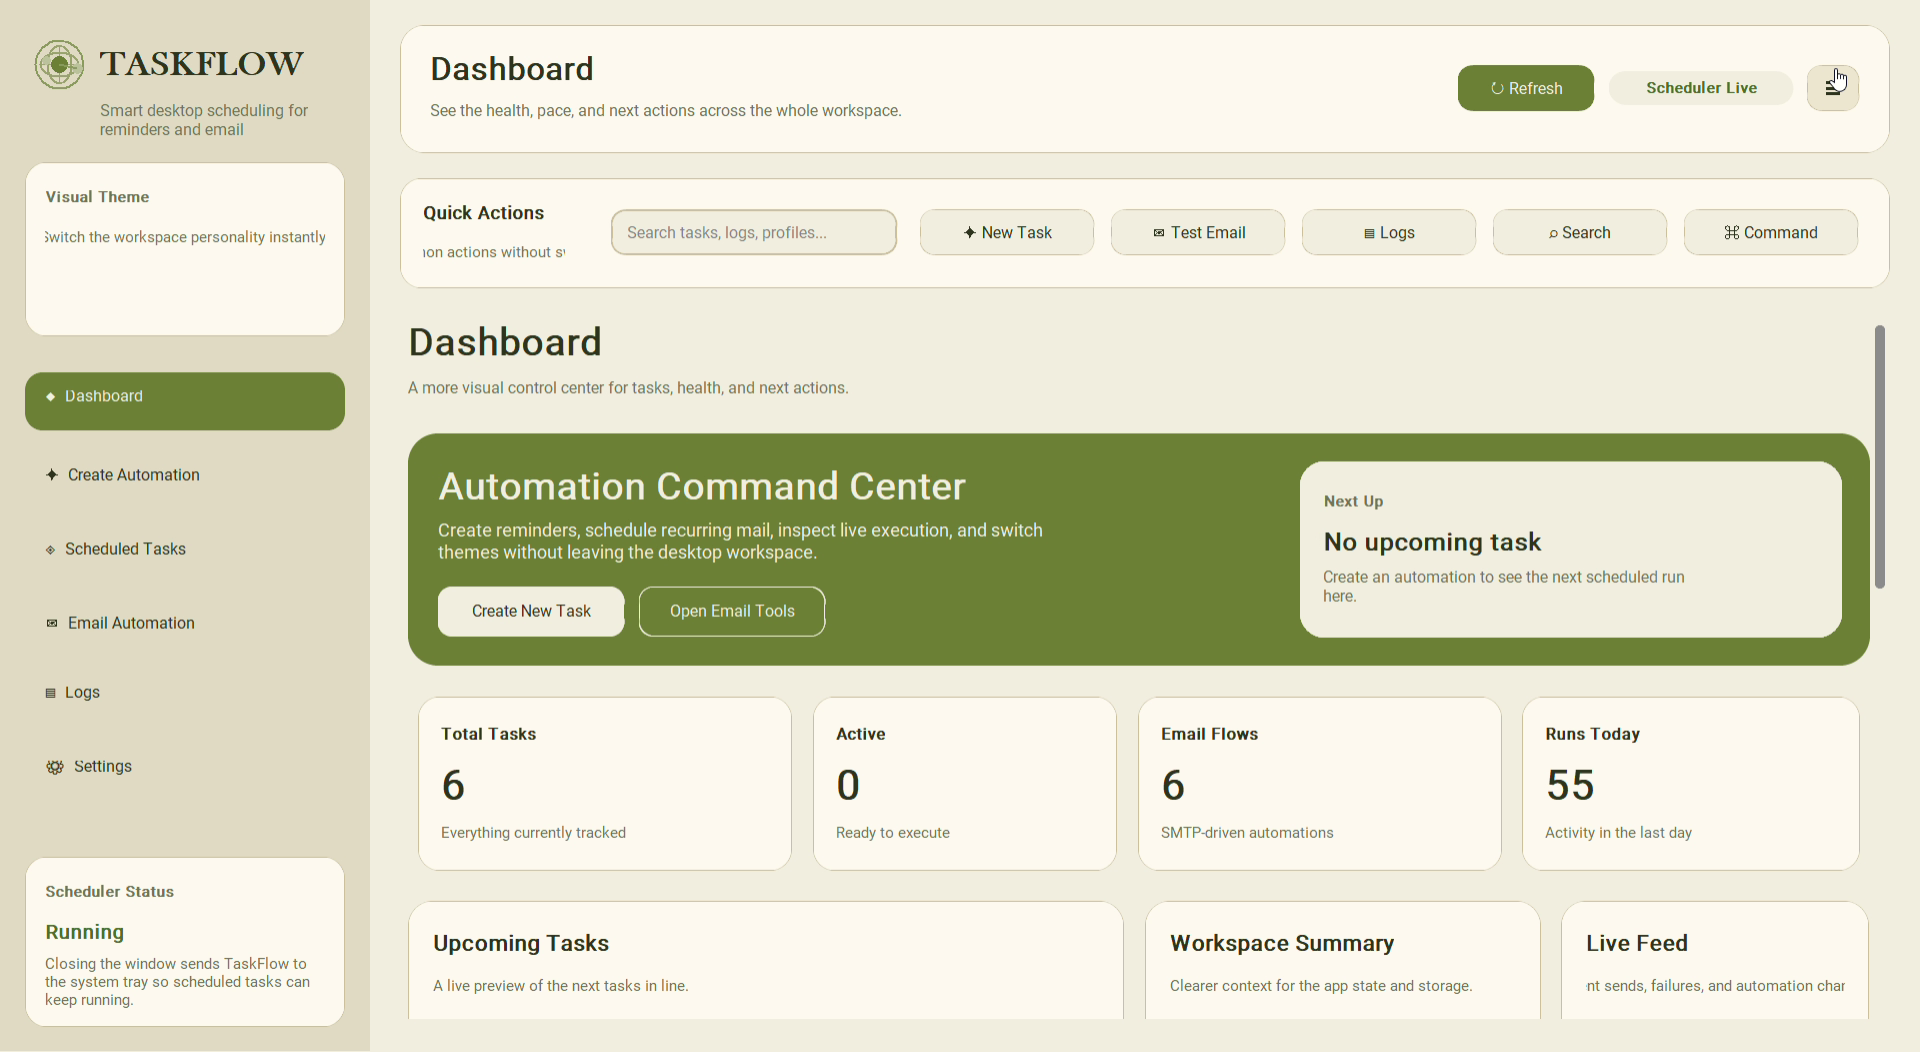 TASKFLOW
Smart desktop scheduling for
reminders and email
Visual Theme
Switch the workspace personality instantly
◆ Dashboard
✦ Create Automation
Scheduled Tasks
✉ Email Automation
▤ Logs
Settings
Scheduler Status
Running
Closing the window sends TaskFlow to
the system tray so scheduled tasks can
keep running.
Dashboard
See the health, pace, and next actions across the whole workspace.
↻ Refresh
Scheduler Live
☰
Quick Actions
actions without
Search tasks, logs, profiles...
✦ New Task
✉ Test Email
▤ Logs
⌕ Search
⌘ Command
Dashboard
A more visual control center for tasks, health, and next actions.
Automation Command Center
Create reminders, schedule recurring mail, inspect live execution, and switch
themes without leaving the desktop workspace.
Create New Task
Open Email Tools
Next Up
No upcoming task
Create an automation to see the next scheduled run
here.
Total Tasks
6
Everything currently tracked
Active
0
Ready to execute
Email Flows
6
SMTP-driven automations
Runs Today
55
Activity in the last day
Upcoming Tasks
A live preview of the next tasks in line.
Workspace Summary
Clearer context for the app state and storage.
Live Feed
sends, failures, and automation